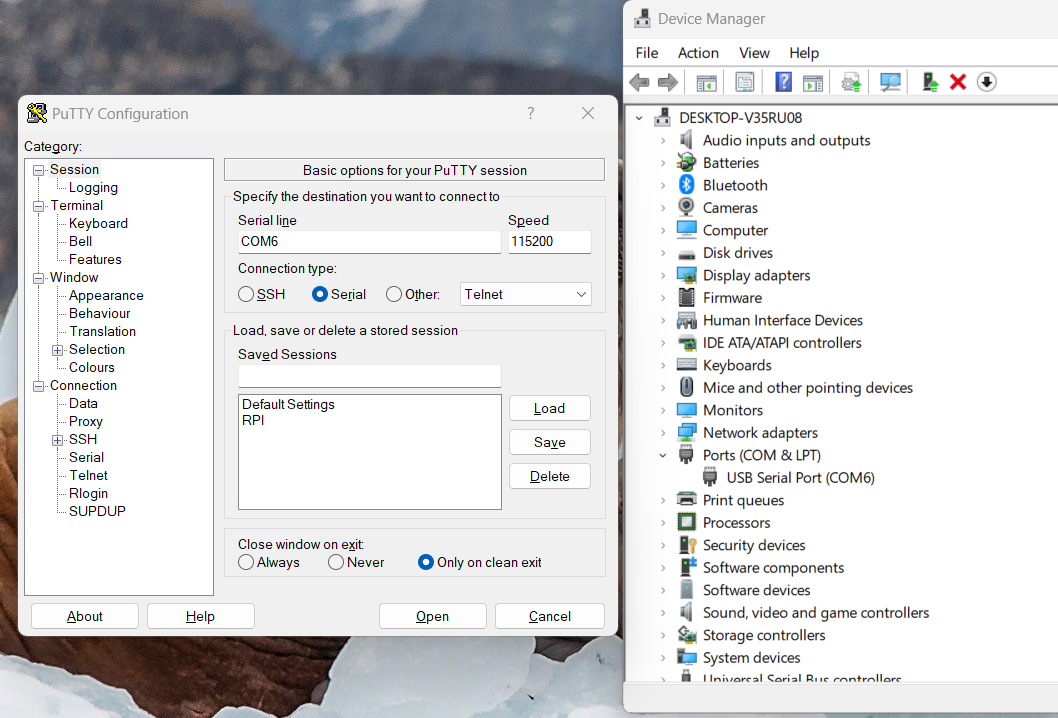 PuTTY Configuration
?
Category:
Session
Logging
Terminal
Keyboard
Bell
Features
Window
Appearance
Behaviour
Translation
Selection
Colours
Connection
Data
Proxy
SSH
Serial
Telnet
Rlogin
SUPDUP
Basic options for your PuTTY session
Specify the destination you want to connect to
Serial line Speed
COM6 115200
Connection type:
SSH Serial Other: Telnet
Load, save or delete a stored session
Saved Sessions
Default Settings
RPI
Load
Save
Delete
Close window on exit:
Always Never Only on clean exit
About Help Open Cancel
Device Manager
File Action View Help
DESKTOP-V35RU08
Audio inputs and outputs
Batteries
Bluetooth
Cameras
Computer
Disk drives
Display adapters
Firmware
Human Interface Devices
IDE ATA/ATAPI controllers
Keyboards
Mice and other pointing devices
Monitors
Network adapters
Ports (COM & LPT)
USB Serial Port (COM6)
Print queues
Processors
Security devices
Software components
Software devices
Sound, video and game controllers
Storage controllers
System devices
Universal Serial Bus controllers